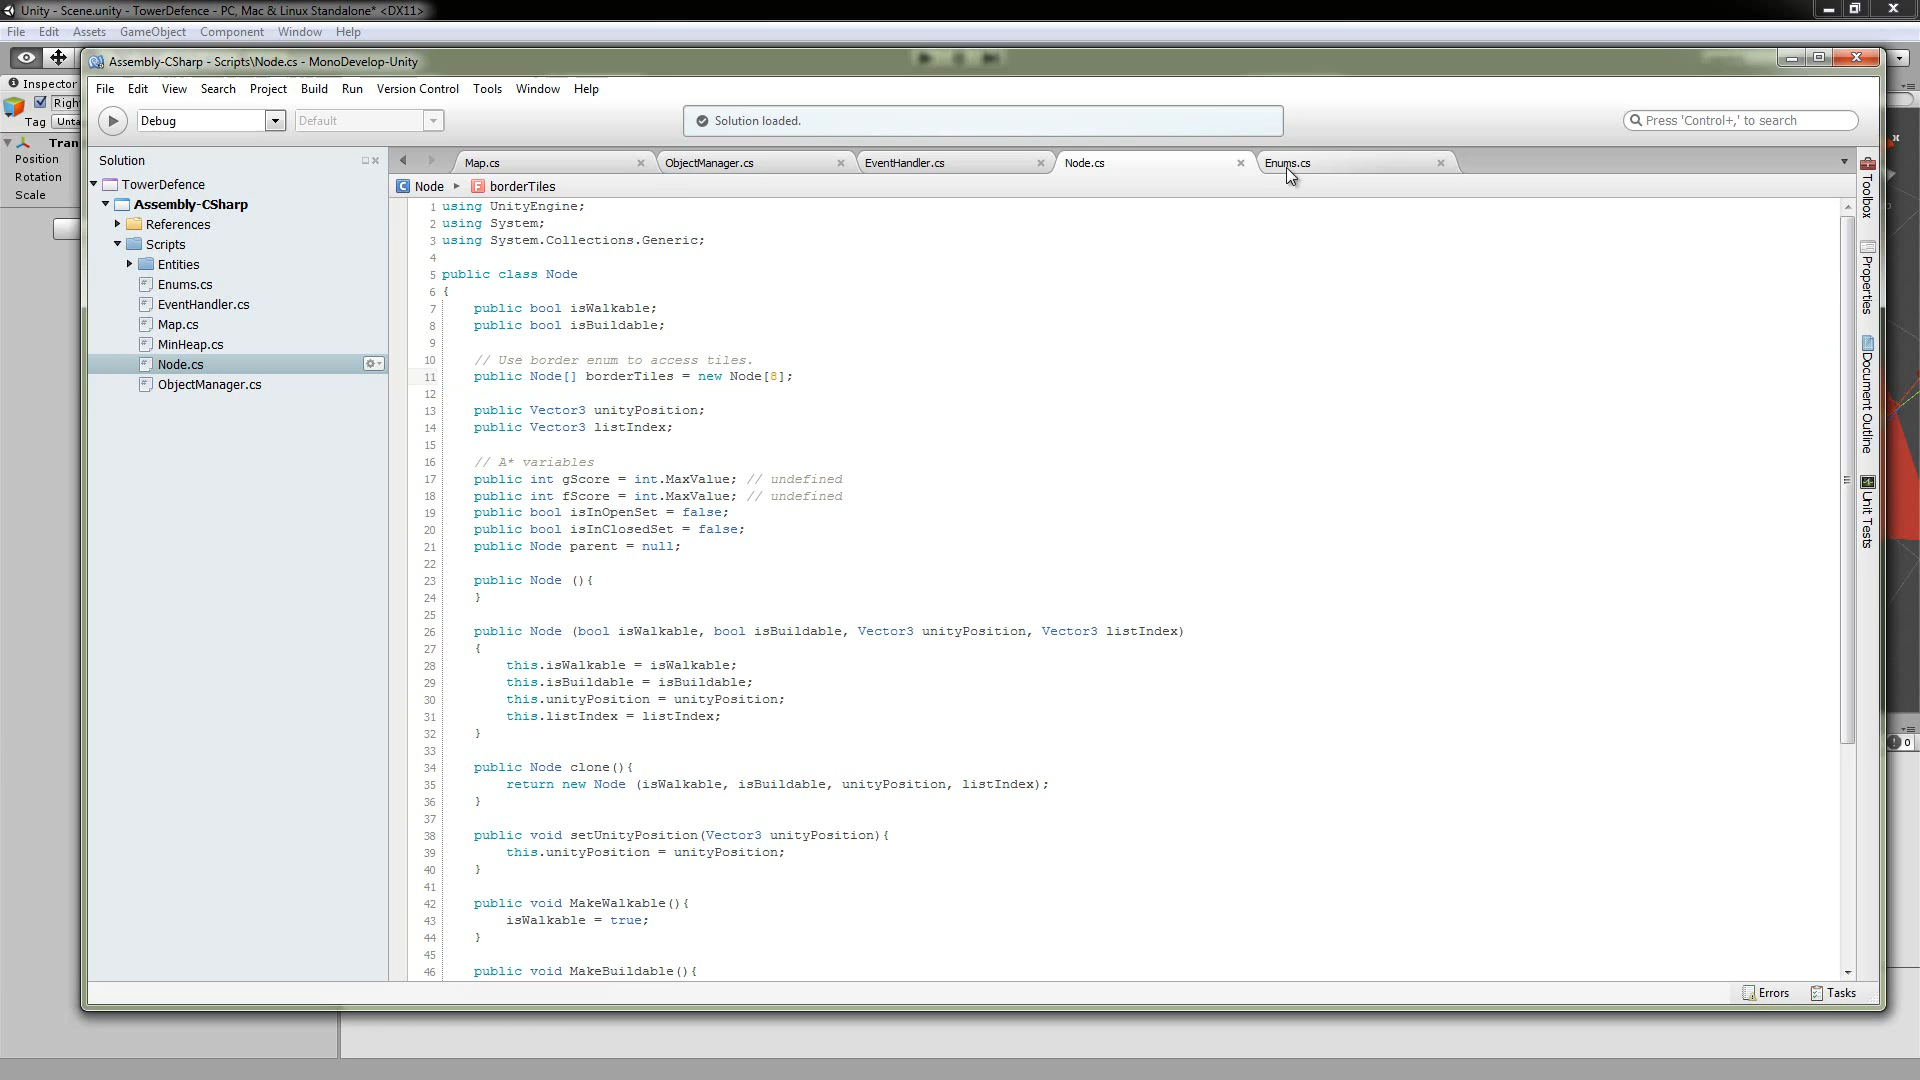 Unity - Scene.unity - TowerDefence - PC, Mac & Linux Standalone* <DX11>
File Edit Assets GameObject Component Window Help
Assembly-CSharp - Scripts\Node.cs - MonoDevelop-Unity
File Edit View Search Project Build Run Version Control Tools Window Help
Debug Default Solution loaded. Press 'Control+,' to search
Inspector
Righ
Tag Unta
Tran
Position
Rotation
Scale
Solution
TowerDefence
Assembly-CSharp
References
Scripts
Entities
Enums.cs
EventHandler.cs
Map.cs
MinHeap.cs
Node.cs
ObjectManager.cs
Map.cs ObjectManager.cs EventHandler.cs Node.cs Enums.cs
Node borderTiles
1 using UnityEngine;
2 using System;
3 using System.Collections.Generic;
4
5 public class Node
6 {
7 public bool isWalkable;
8 public bool isBuildable;
9
10 // Use border enum to access tiles.
11 public Node[] borderTiles = new Node[8];
12
13 public Vector3 unityPosition;
14 public Vector3 listIndex;
15
16 // A* variables
17 public int gScore = int.MaxValue; // undefined
18 public int fScore = int.MaxValue; // undefined
19 public bool isInOpenSet = false;
20 public bool isInClosedSet = false;
21 public Node parent = null;
22
23 public Node (){
24 }
25
26 public Node (bool isWalkable, bool isBuildable, Vector3 unityPosition, Vector3 listIndex)
27 {
28 this.isWalkable = isWalkable;
29 this.isBuildable = isBuildable;
30 this.unityPosition = unityPosition;
31 this.listIndex = listIndex;
32 }
33
34 public Node clone(){
35 return new Node (isWalkable, isBuildable, unityPosition, listIndex);
36 }
37
38 public void setUnityPosition(Vector3 unityPosition){
39 this.unityPosition = unityPosition;
40 }
41
42 public void MakeWalkable(){
43 isWalkable = true;
44 }
45
46 public void MakeBuildable(){
Toolbox
Properties
Document Outline
Unit Tests
0
Errors Tasks